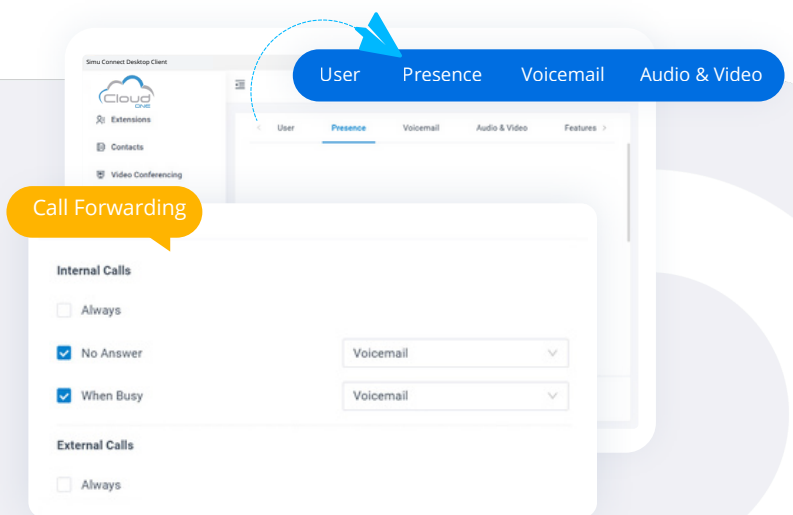 Simu Connect Desktop Client
User Presence Voicemail Audio & Video
Cloud
ONE
Extensions
Contacts
Video Conferencing
User Presence Voicemail Audio & Video Features
Call Forwarding
Internal Calls
Always
No Answer Voicemail
When Busy Voicemail
External Calls
Always